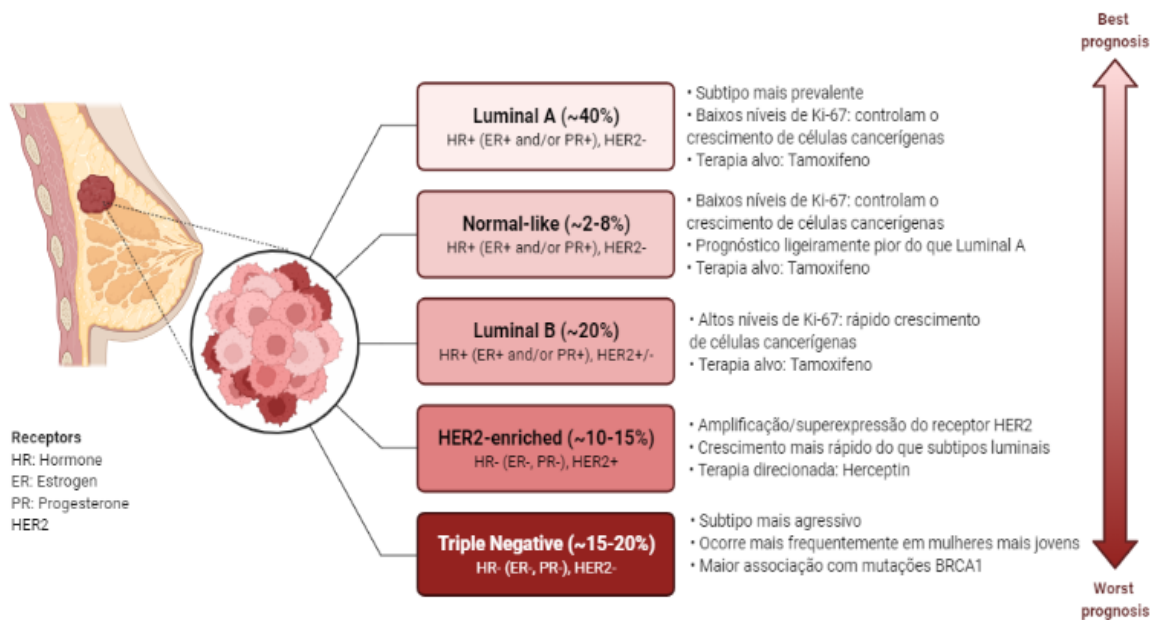 Best
prognosis
Luminal A (~40%)
HR+ (ER+ and/or PR+), HER2-
• Subtipo mais prevalente
• Baixos níveis de Ki-67: controlam o
crescimento de células cancerígenas
• Terapia alvo: Tamoxifeno
Normal-like (~2-8%)
HR+ (ER+ and/or PR+), HER2-
• Baixos níveis de Ki-67: controlam o
crescimento de células cancerígenas
• Prognóstico ligeiramente pior do que Luminal A
• Terapia alvo: Tamoxifeno
Luminal B (~20%)
HR+ (ER+ and/or PR+), HER2+/-
• Altos níveis de Ki-67: rápido crescimento
de células cancerígenas
• Terapia alvo: Tamoxifeno
HER2-enriched (~10-15%)
HR- (ER-, PR-), HER2+
• Amplificação/superexpressão do receptor HER2
• Crescimento mais rápido do que subtipos luminais
• Terapia direcionada: Herceptin
Triple Negative (~15-20%)
HR- (ER-, PR-), HER2-
• Subtipo mais agressivo
• Ocorre mais frequentemente em mulheres mais jovens
• Maior associação com mutações BRCA1
Receptors
HR: Hormone
ER: Estrogen
PR: Progesterone
HER2
Worst
prognosis